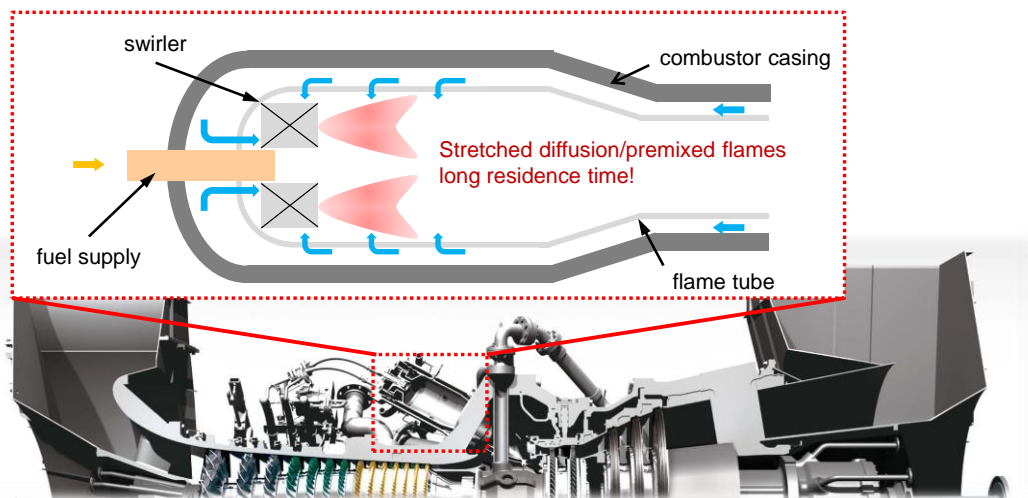 swirler
combustor casing
Stretched diffusion/premixed flames
long residence time!
fuel supply
flame tube